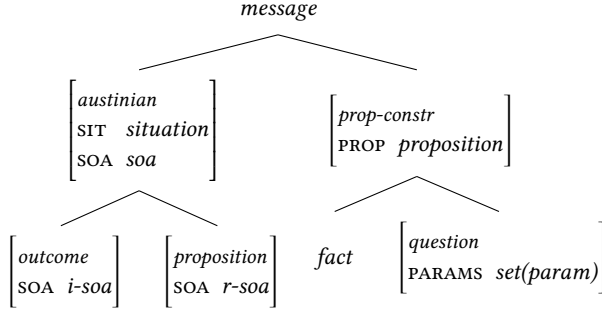 message
austinian
SIT situation
SOA soa
prop-constr
PROP proposition
outcome
SOA i-soa
proposition
SOA r-soa
fact
question
PARAMS set(param)